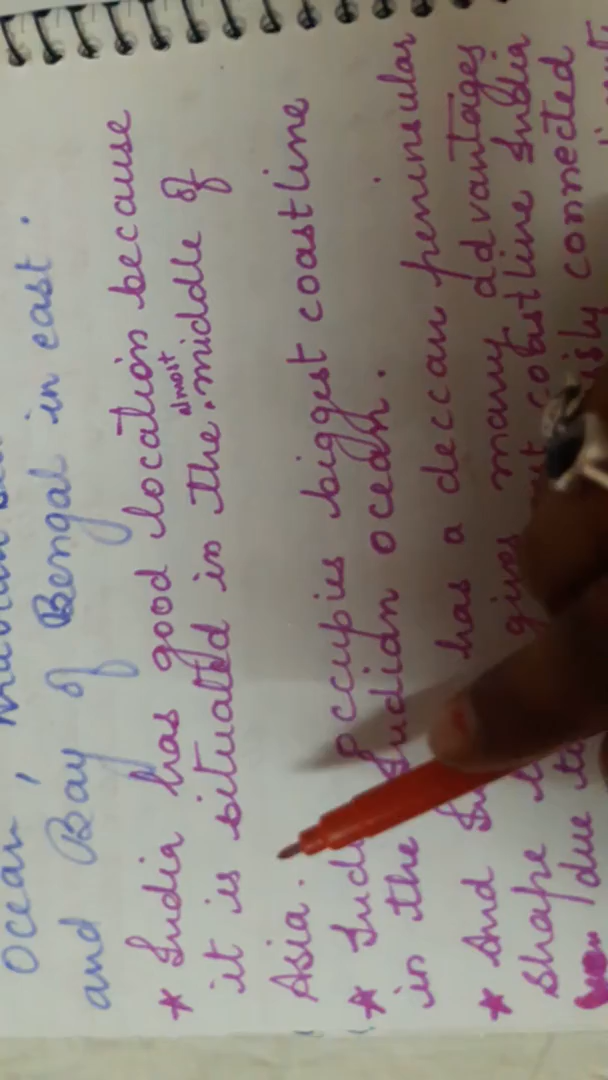 Ocean,
and Bay of Bengal in east.
* India has good location because
it is situated in the almost middle of
Asia.
* occupies biggest coastline
in the Indian ocean.
* And has a deccan peninsular
shape gives many advantages
due to coastline India
connected